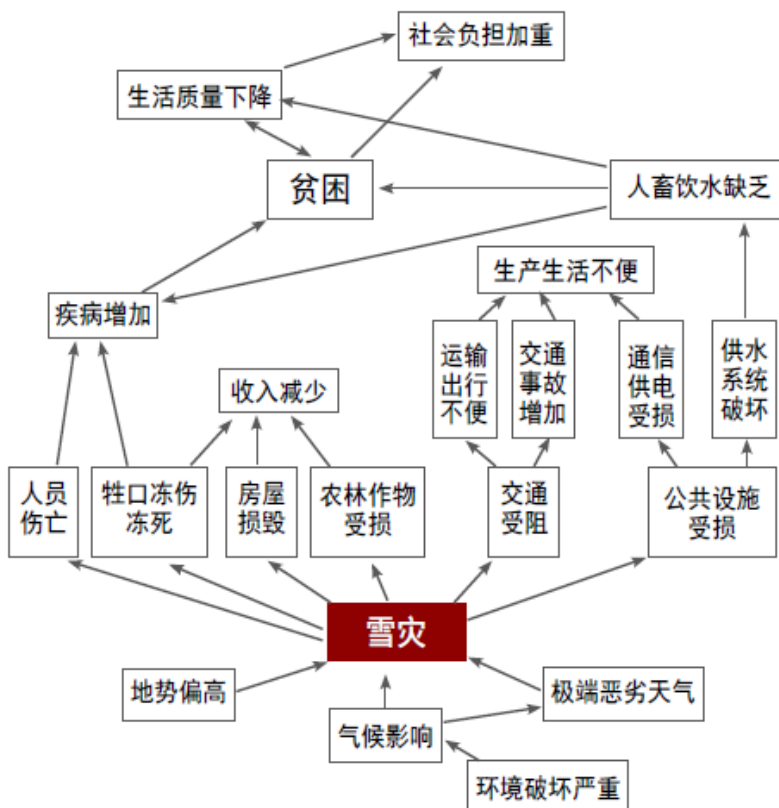 社会负担加重
生活质量下降
贫困
人畜饮水缺乏
生产生活不便
疾病增加
运输
出行
不便
交通
事故
增加
通信
供电
受损
供水
系统
破坏
收入减少
人员
伤亡
牲口冻伤
冻死
房屋
损毁
农林作物
受损
交通
受阻
公共设施
受损
雪灾
地势偏高
极端恶劣天气
气候影响
环境破坏严重